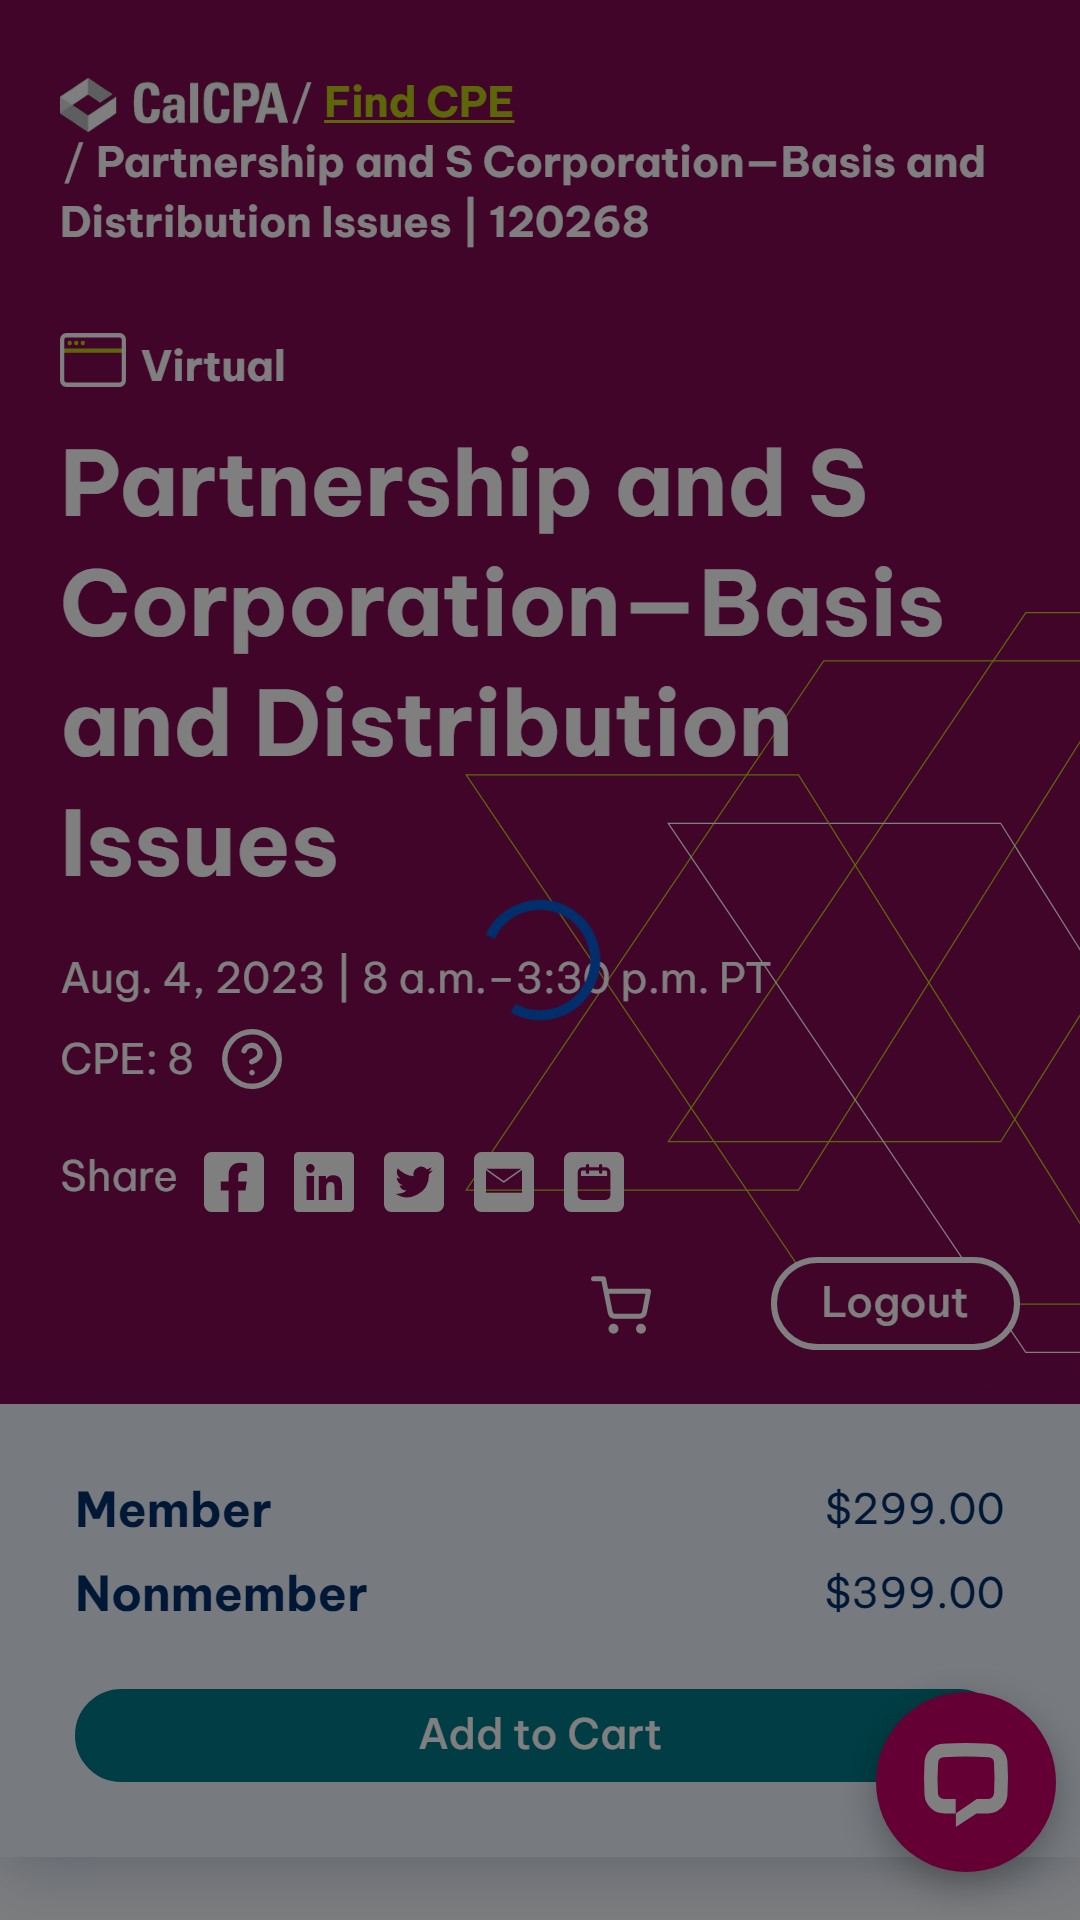 CalCPA / Find CPE
/ Partnership and S Corporation—Basis and
Distribution Issues | 120268
Virtual
Partnership and S
Corporation—Basis
and Distribution
Issues
Aug. 4, 2023 | 8 a.m.–3:30 p.m. PT
CPE: 8 ?
Share
Logout
Member $299.00
Nonmember $399.00
Add to Cart